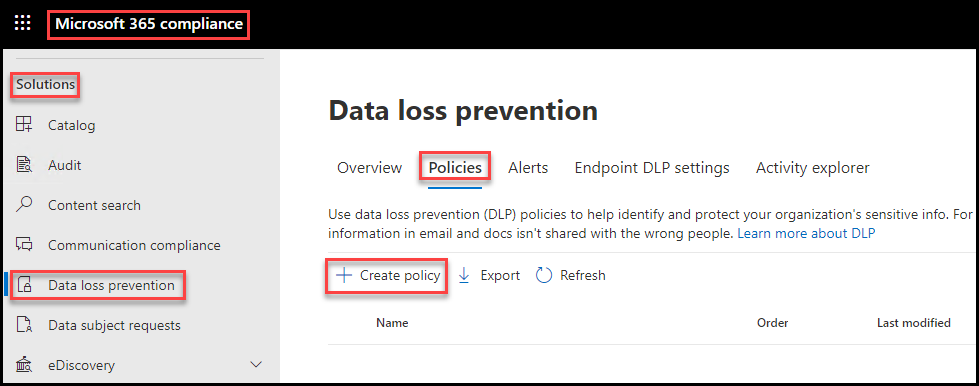 Microsoft 365 compliance
Solutions
Catalog
Audit
Content search
Communication compliance
Data loss prevention
Data subject requests
eDiscovery
Data loss prevention
Overview Policies Alerts Endpoint DLP settings Activity explorer
Use data loss prevention (DLP) policies to help identify and protect your organization's sensitive info. For
information in email and docs isn't shared with the wrong people. Learn more about DLP
Create policy Export Refresh
Name Order Last modified